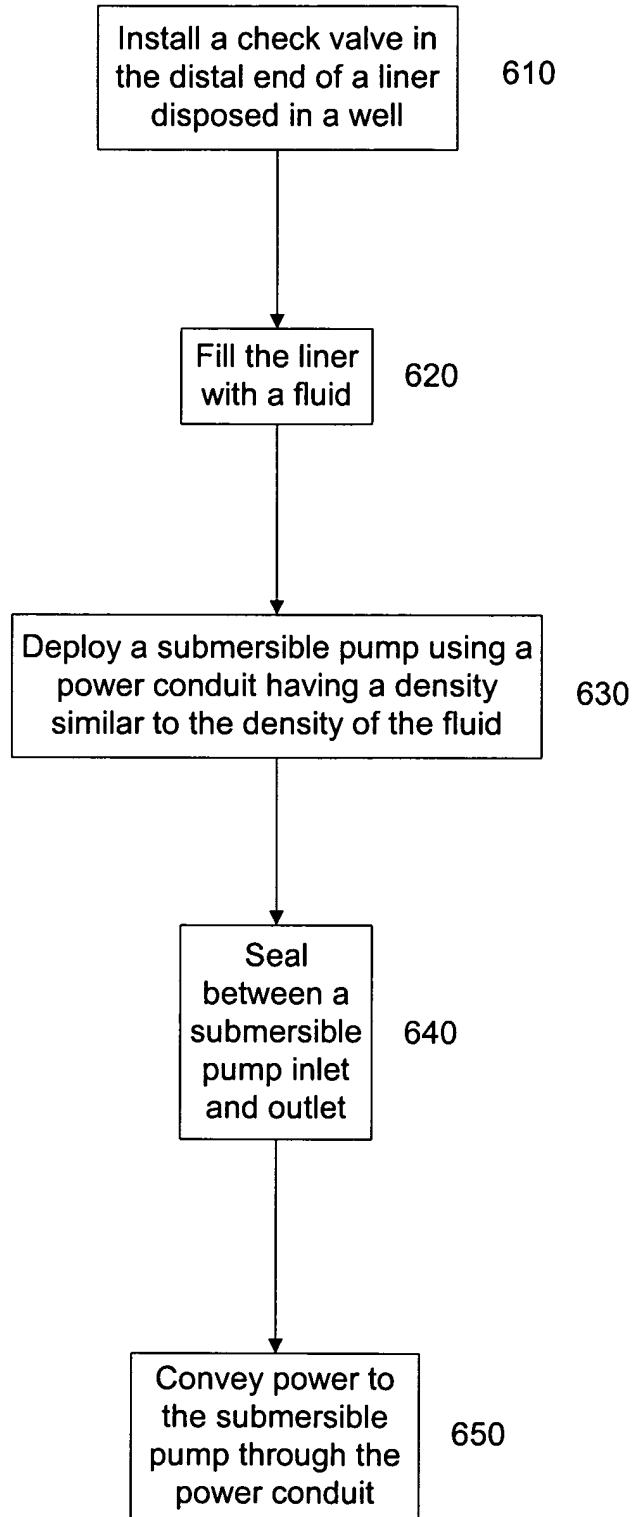 Install a check valve in
the distal end of a liner
disposed in a well
610
Fill the liner
with a fluid
620
Deploy a submersible pump using a
power conduit having a density
similar to the density of the fluid
630
Seal
between a
submersible
pump inlet
and outlet
640
Convey power to
the submersible
pump through the
power conduit
650